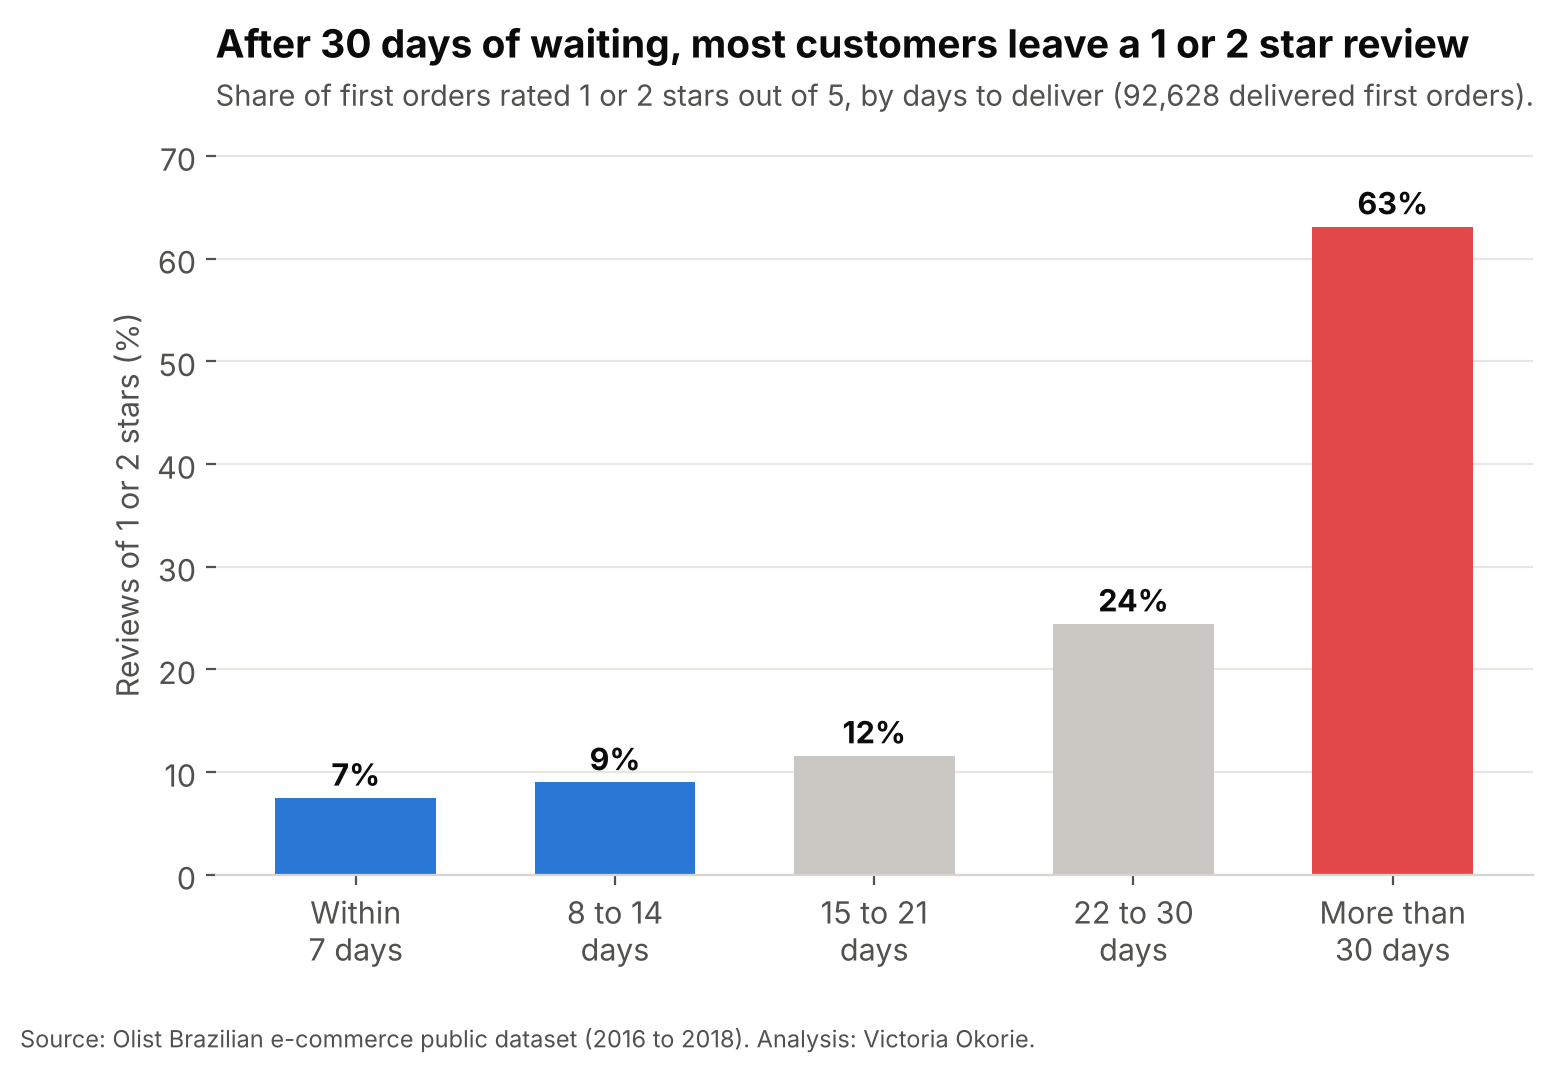 After 30 days of waiting, most customers leave a 1 or 2 star review
Share of first orders rated 1 or 2 stars out of 5, by days to deliver (92,628 delivered first orders).
Reviews of 1 or 2 stars (%)
70
60
50
40
30
20
10
0
7%
9%
12%
24%
63%
Within
7 days
8 to 14
days
15 to 21
days
22 to 30
days
More than
30 days
Source: Olist Brazilian e-commerce public dataset (2016 to 2018). Analysis: Victoria Okorie.